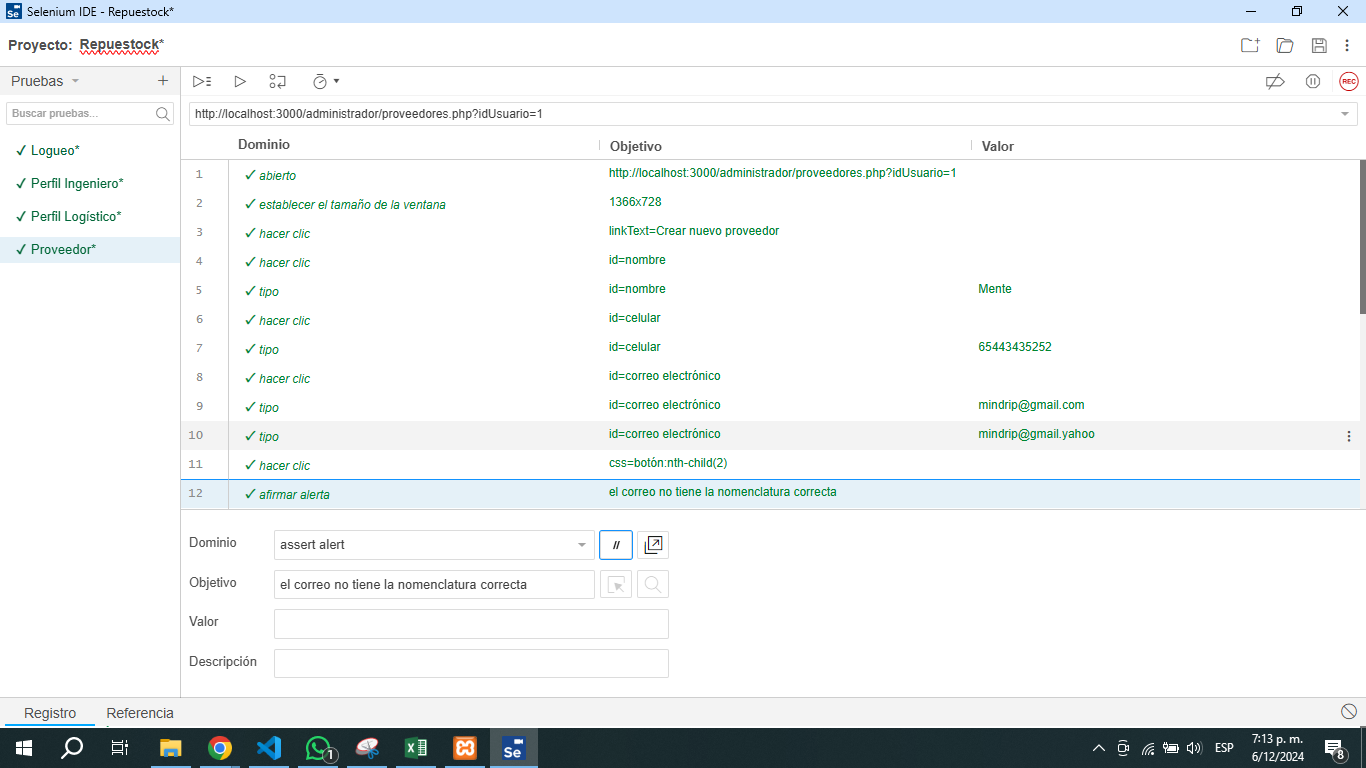 Selenium IDE - Repuestock*
Proyecto: Repuestock*
Pruebas
Buscar pruebas...
✓ Logueo*
✓ Perfil Ingeniero*
✓ Perfil Logístico*
✓ Proveedor*
REC
http://localhost:3000/administrador/proveedores.php?idUsuario=1
Dominio Objetivo Valor
1 ✓ abierto http://localhost:3000/administrador/proveedores.php?idUsuario=1
2 ✓ establecer el tamaño de la ventana 1366x728
3 ✓ hacer clic linkText=Crear nuevo proveedor
4 ✓ hacer clic id=nombre
5 ✓ tipo id=nombre Mente
6 ✓ hacer clic id=celular
7 ✓ tipo id=celular 65443435252
8 ✓ hacer clic id=correo electrónico
9 ✓ tipo id=correo electrónico mindrip@gmail.com
10 ✓ tipo id=correo electrónico mindrip@gmail.yahoo
11 ✓ hacer clic css=botón:nth-child(2)
12 ✓ afirmar alerta el correo no tiene la nomenclatura correcta
Dominio assert alert //
Objetivo el correo no tiene la nomenclatura correcta
Valor
Descripción
Registro Referencia
1
Se
ESP
7:13 p. m.
6/12/2024
8